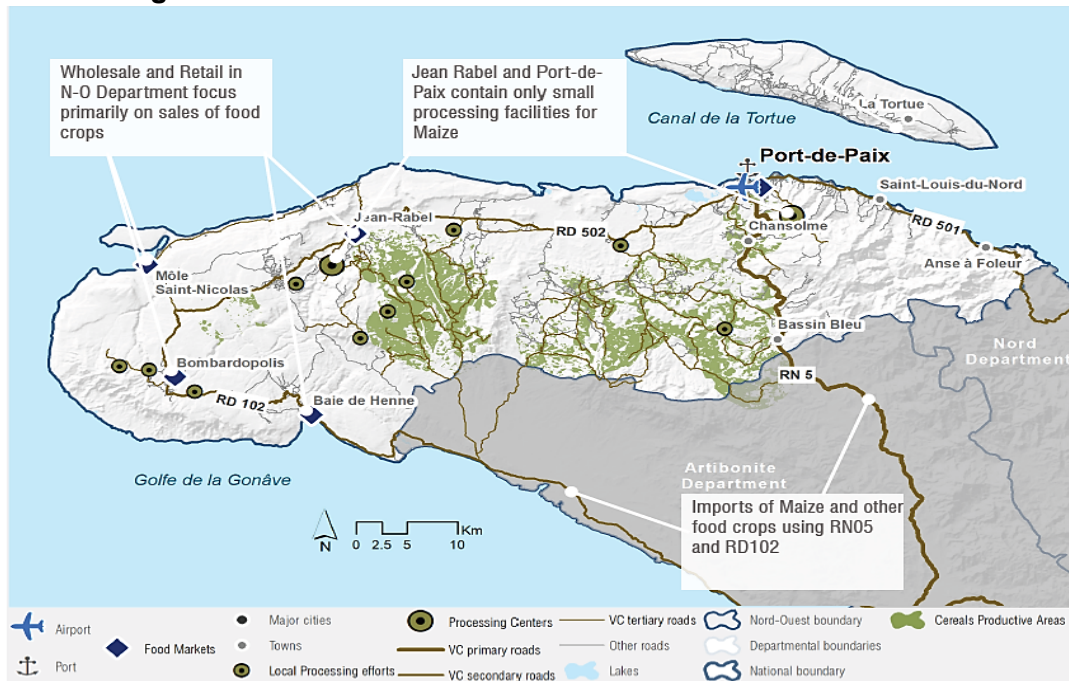 Wholesale and Retail in
N-O Department focus
primarily on sales of food
crops
Jean Rabel and Port-de-
Paix contain only small
processing facilities for
Maize
Canal de la Tortue
La Tortue
Port-de-Paix
Saint-Louis-du-Nord
RD 501
Anse à Foleur
Chansolme
RD 502
Jean-Rabel
Môle
Saint-Nicolas
Bombardopolis
RD 102
Baie de Henne
Bassin Bleu
RN 5
Nord
Department
Artibonite
Department
Imports of Maize and other
food crops using RN05
and RD102
Golfe de la Gonâve
N
0 2.5 5 10 Km
Airport
Port
Food Markets
Major cities
Towns
Local Processing efforts
Processing Centers
VC primary roads
VC secondary roads
VC tertiary roads
Other roads
Lakes
Nord-Ouest boundary
Departmental boundaries
National boundary
Cereals Productive Areas